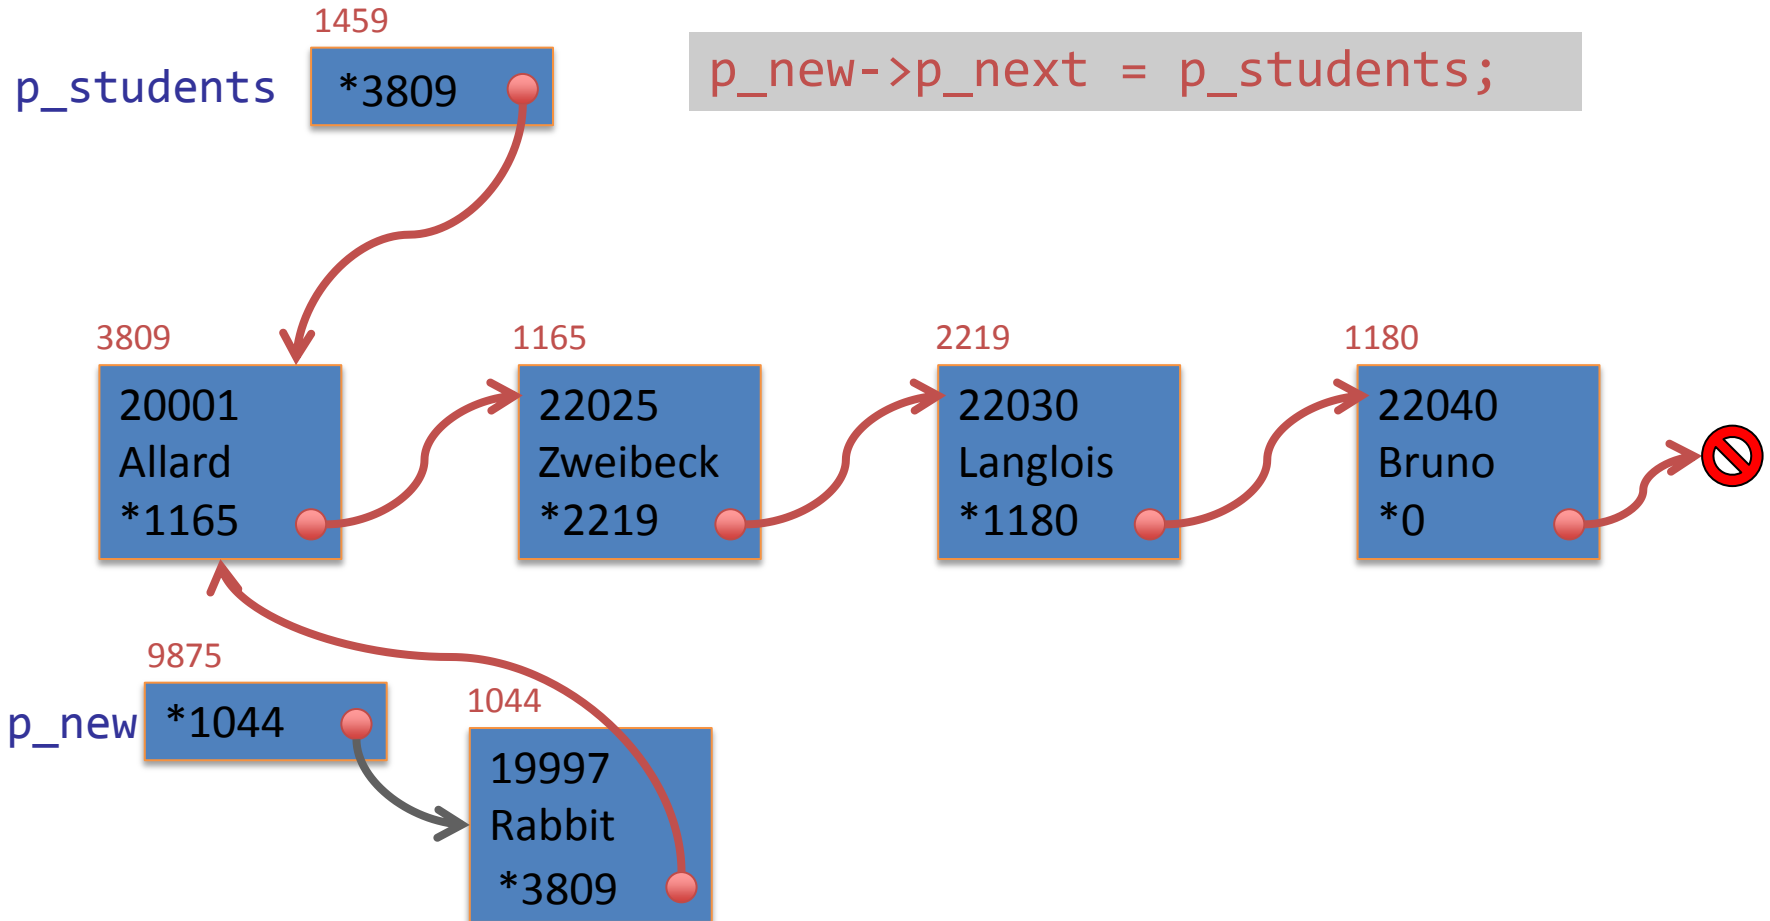 1459
p_students
*3809
p_new->p_next = p_students;
3809
20001
Allard
*1165
1165
22025
Zweibeck
*2219
2219
22030
Langlois
*1180
1180
22040
Bruno
*0
9875
p_new
*1044
1044
19997
Rabbit
*3809